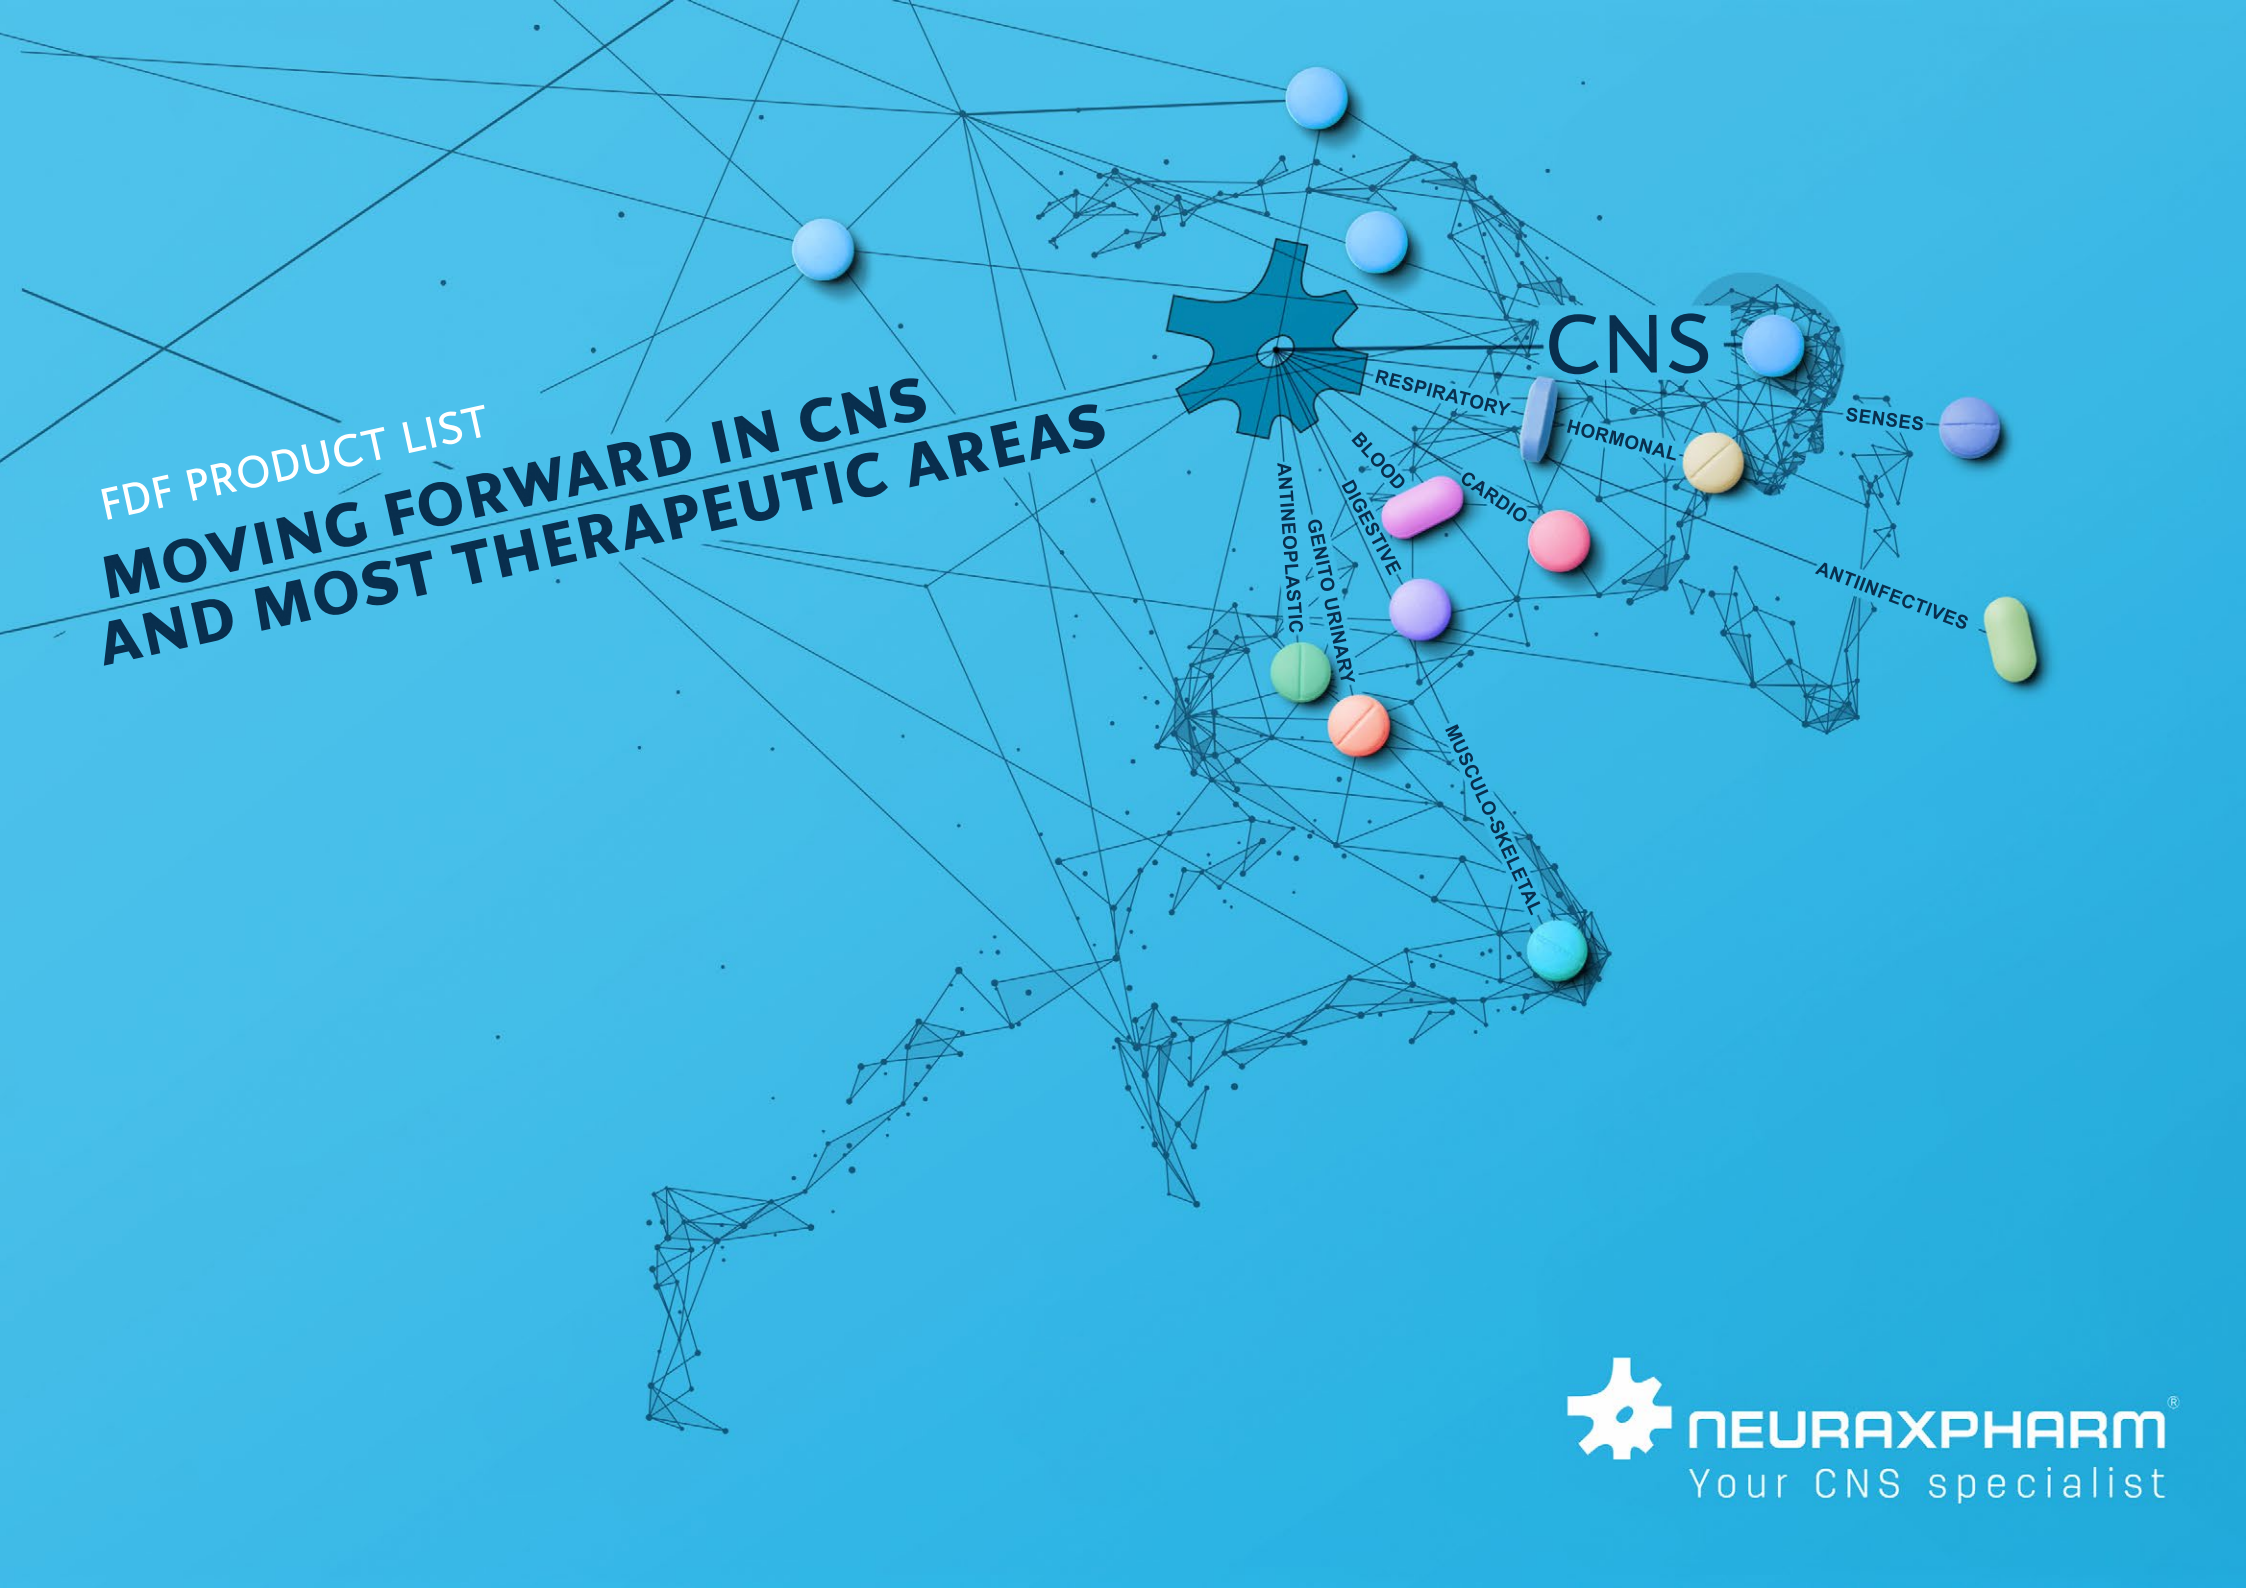 FDF PRODUCT LIST
MOVING FORWARD IN CNS
AND MOST THERAPEUTIC AREAS
CNS
RESPIRATORY
SENSES
HORMONAL
BLOOD
CARDIO
DIGESTIVE
ANTINEOPLASTIC
GENITO URINARY
ANTIINFECTIVES
MUSCULO-SKELETAL
NEURAXPHARM®
Your CNS specialist